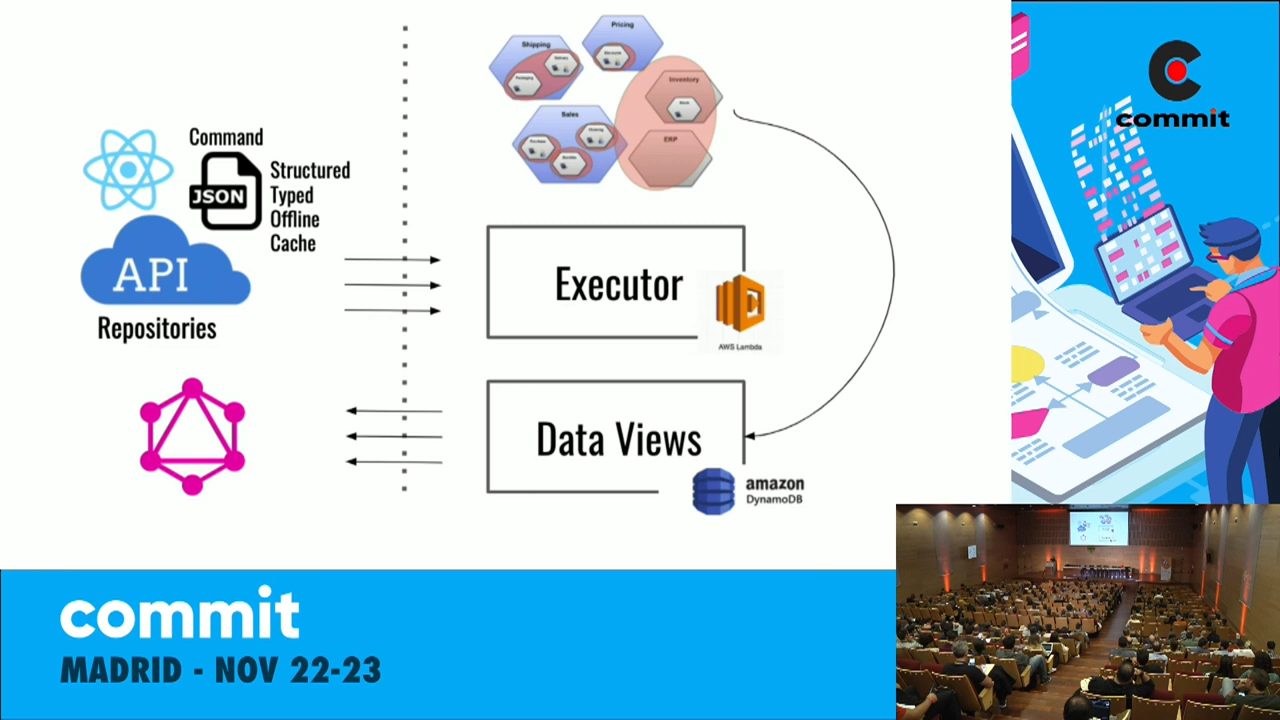 Pricing
Shipping
Inventory
Sales
ERP
Command
JSON
Structured
Typed
Offline
Cache
API
Repositories
Executor
AWS Lambda
Data Views
amazon
DynamoDB
commit
commit
MADRID - NOV 22-23